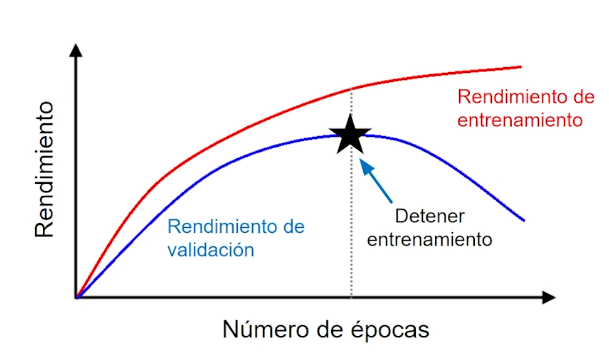 Rendimiento
Rendimiento de
entrenamiento
Rendimiento de
validación
Detener
entrenamiento
Número de épocas